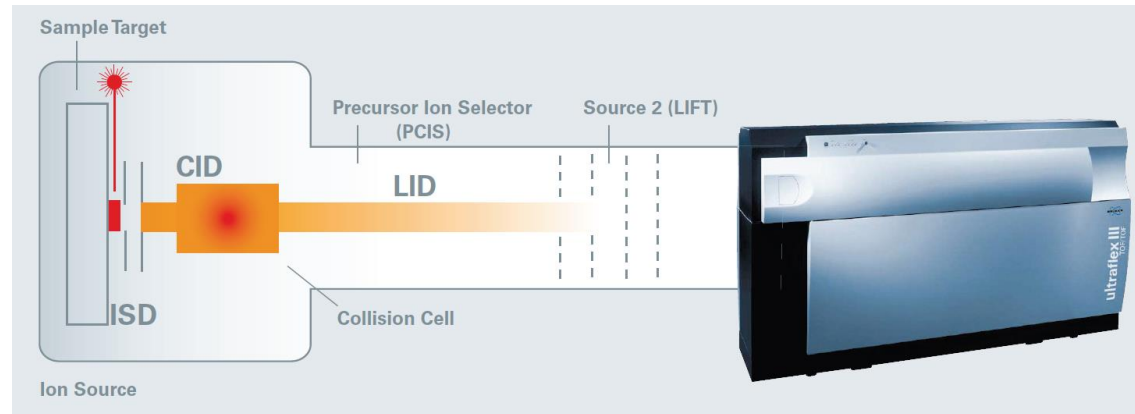 Sample Target
Precursor Ion Selector
(PCIS)
Source 2 (LIFT)
CID
LID
ISD
Collision Cell
Ion Source
ultraflex III
TOF/TOF